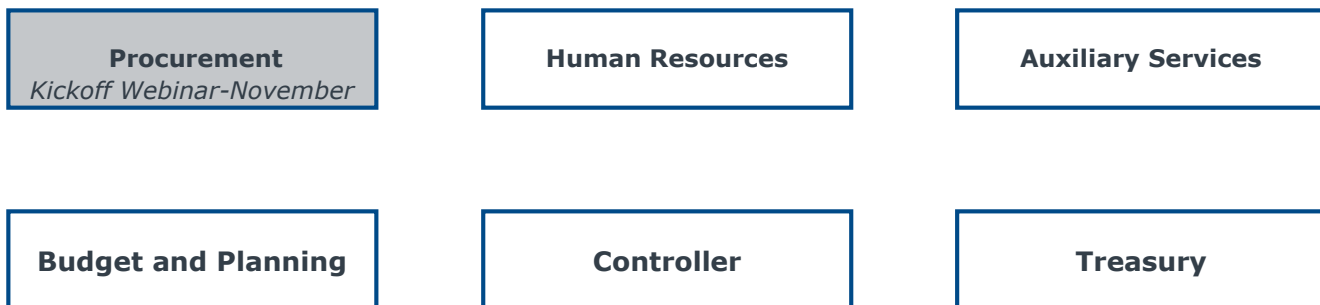 Procurement
Kickoff Webinar-November
Human Resources
Auxiliary Services
Budget and Planning
Controller
Treasury